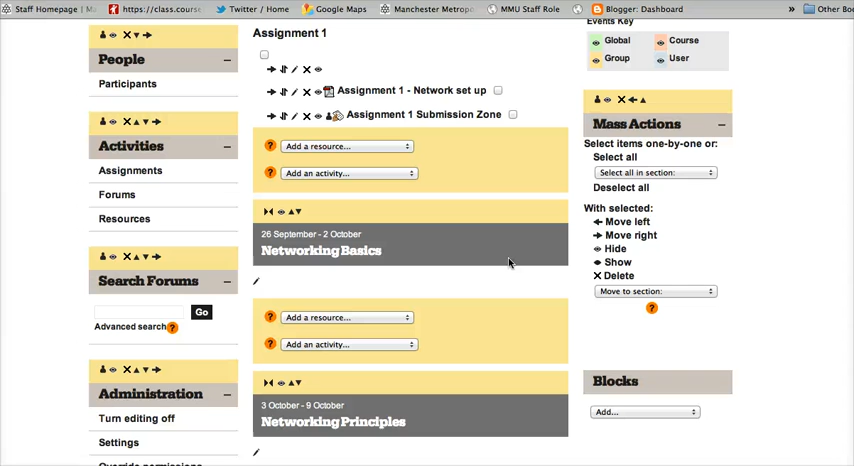 Staff Homepage | Ma
https://class.course
Twitter / Home
Google Maps
Manchester Metrop
MMU Staff Role
Blogger: Dashboard
»
Other Boo
People
Participants
Activities
Assignments
Forums
Resources
Search Forums
Go
Advanced search ?
Administration
Turn editing off
Settings
Override permissions
Assignment 1
Assignment 1 - Network set up
Assignment 1 Submission Zone
? Add a resource...
? Add an activity...
26 September - 2 October
Networking Basics
? Add a resource...
? Add an activity...
3 October - 9 October
Networking Principles
Events Key
Global
Course
Group
User
Mass Actions
Select items one-by-one or:
Select all
Select all in section:
Deselect all
With selected:
Move left
Move right
Hide
Show
Delete
Move to section:
?
Blocks
Add...